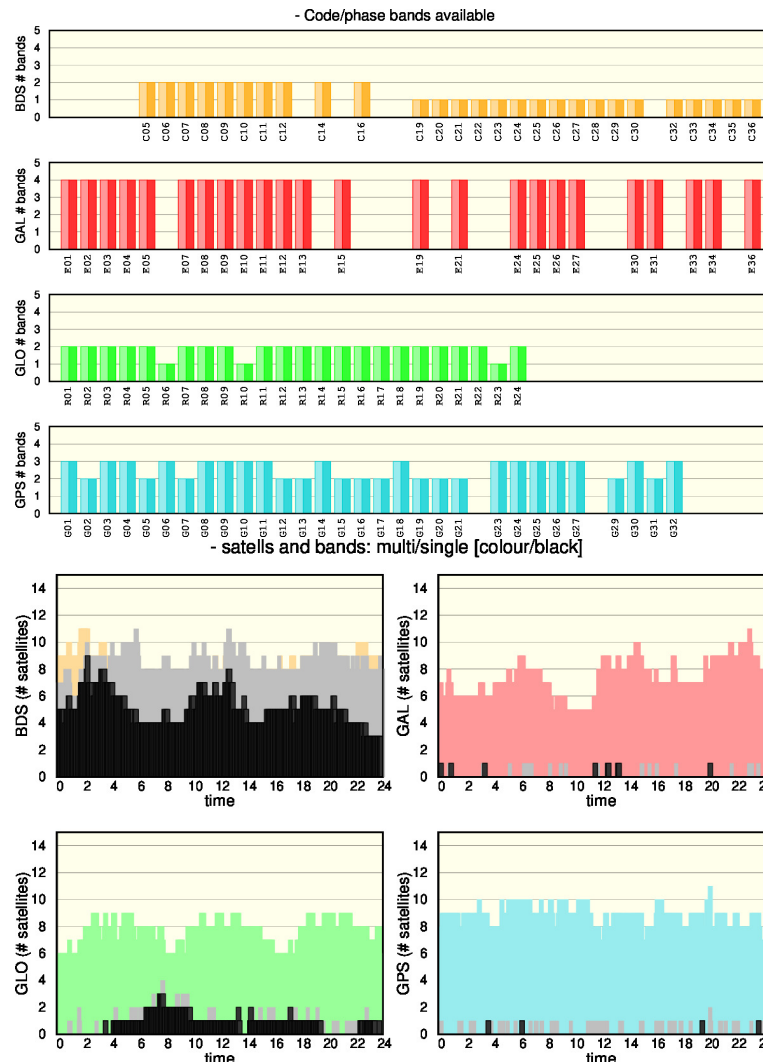 - Code/phase bands available
BDS # bands
5
4
3
2
1
0
C05 C06 C07 C08 C09 C10 C11 C12 C14 C16 C19 C20 C21 C22 C23 C24 C25 C26 C27 C28 C29 C30 C32 C33 C34 C35 C36
GAL # bands
5
4
3
2
1
0
E01 E02 E03 E04 E05 E07 E08 E09 E10 E11 E12 E13 E15 E19 E21 E24 E25 E26 E27 E30 E31 E33 E34 E36
GLO # bands
5
4
3
2
1
0
R01 R02 R03 R04 R05 R06 R07 R08 R09 R10 R11 R12 R13 R14 R15 R16 R17 R18 R19 R20 R21 R22 R23 R24
GPS # bands
5
4
3
2
1
0
G01 G02 G03 G04 G05 G06 G07 G08 G09 G10 G11 G12 G13 G14 G15 G16 G17 G18 G19 G20 G21 G23 G24 G25 G26 G27 G29 G30 G31 G32
- satells and bands: multi/single [colour/black]
BDS (# satellites)
14
12
10
8
6
4
2
0
0 2 4 6 8 10 12 14 16 18 20 22 24
time
GAL (# satellites)
14
12
10
8
6
4
2
0
0 2 4 6 8 10 12 14 16 18 20 22 2
time
GLO (# satellites)
14
12
10
8
6
4
2
0
0 2 4 6 8 10 12 14 16 18 20 22 24
time
GPS (# satellites)
14
12
10
8
6
4
2
0
0 2 4 6 8 10 12 14 16 18 20 22 2
time